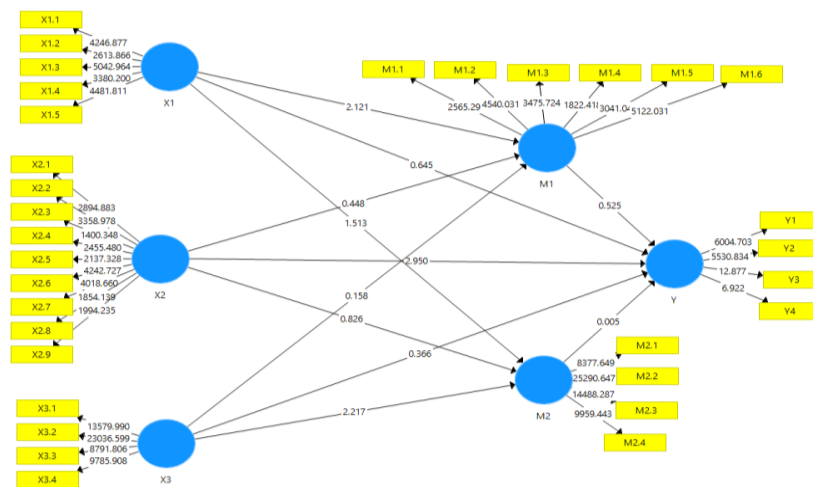 X1.1
X1.2
X1.3
X1.4
X1.5
4246.877
2613.866
5042.964
3380.200
4481.811
X1
M1.1
M1.2
M1.3
M1.4
M1.5
M1.6
2565.29
4540.031
3475.724
5122.031
M1
2.121
0.645
0.448
1.513
0.525
X2.1
X2.2
X2.3
X2.4
X2.5
X2.6
X2.7
X2.8
X2.9
2894.883
3358.978
1400.348
2455.480
2137.328
4242.727
4018.660
1854.139
1994.235
X2
2.950
0.158
0.826
0.366
0.005
2.217
Y1
Y2
Y3
Y4
6004.703
5530.834
12.877
6.922
Y
M2.1
M2.2
M2.3
M2.4
8377.649
25290.647
14488.287
9959.443
M2
X3.1
X3.2
X3.3
X3.4
13579.990
23036.599
8791.806
9785.908
X3